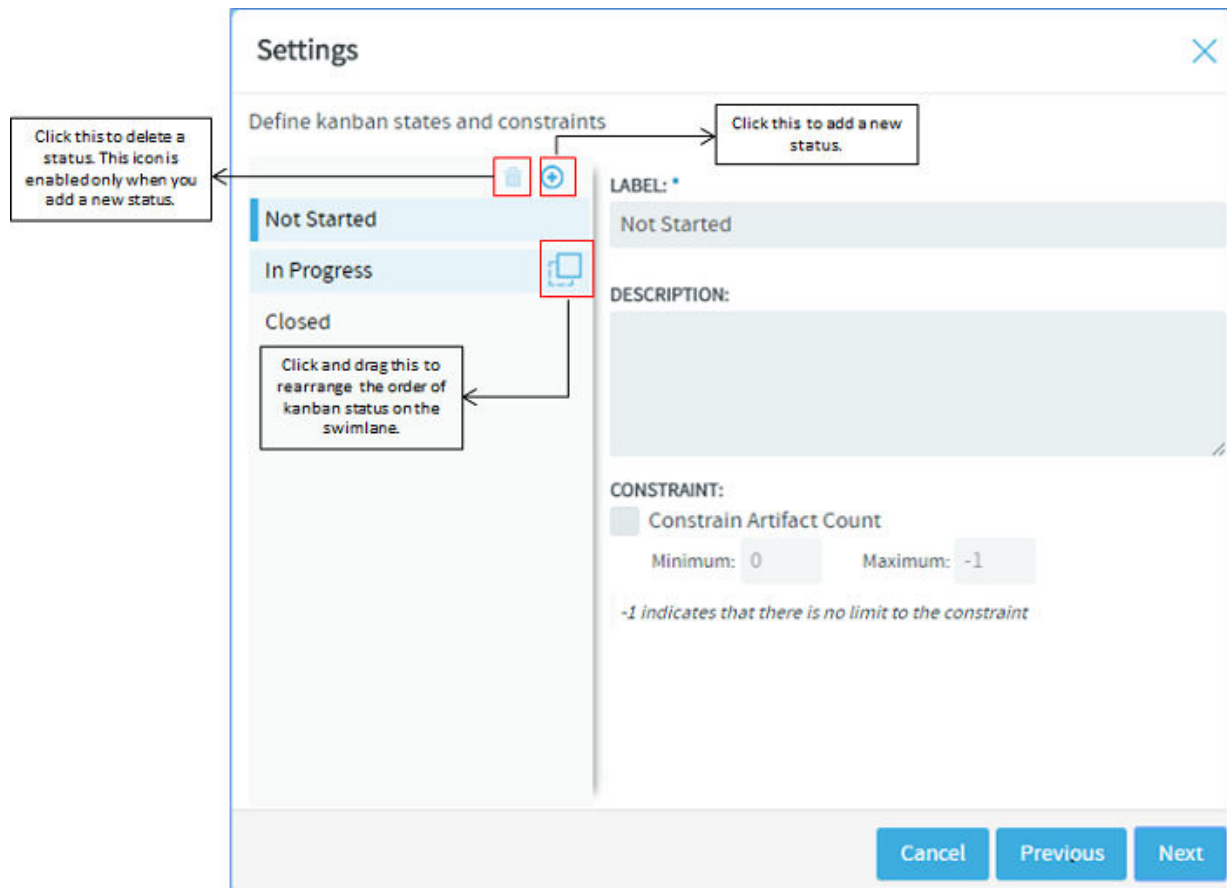 Settings
Define kanban states and constraints
Click this to delete a
status. This icon is
enabled only when you
add a new status.
Click this to add a new
status.
Not Started
In Progress
Closed
Click and drag this to
rearrange the order of
kanban status on the
swimlane.
LABEL: *
Not Started
DESCRIPTION:
CONSTRAINT:
Constrain Artifact Count
Minimum: 0 Maximum: -1
-1 indicates that there is no limit to the constraint
Cancel Previous Next